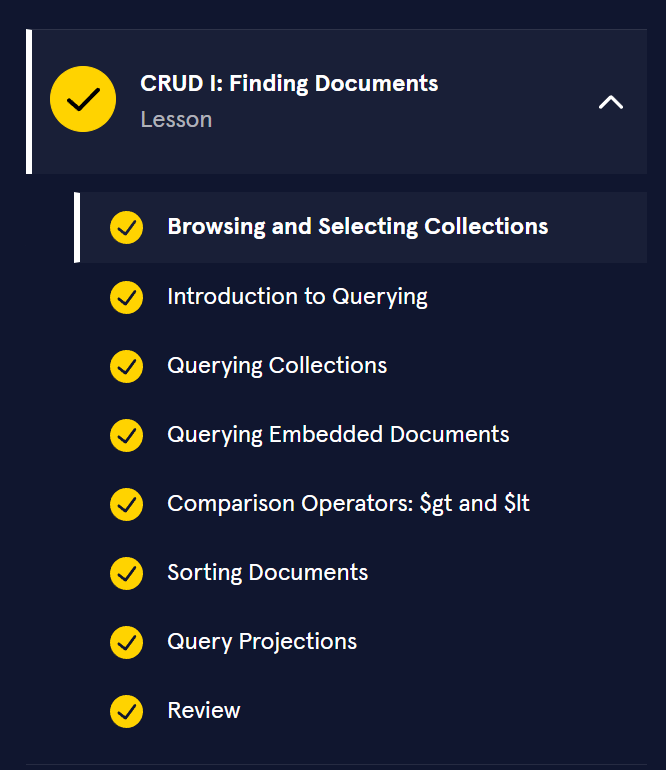 CRUD I: Finding Documents
Lesson
Browsing and Selecting Collections
Introduction to Querying
Querying Collections
Querying Embedded Documents
Comparison Operators: $gt and $lt
Sorting Documents
Query Projections
Review